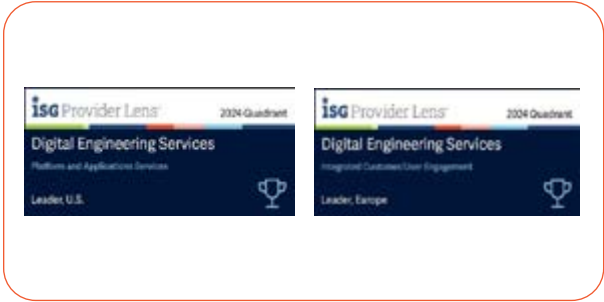 ISG Provider Lens
2024 Quadrant
Digital Engineering Services
Platform and Applications Services
Leader, U.S.
ISG Provider Lens
2024 Quadrant
Digital Engineering Services
Integrated Customer/User Engagement
Leader, Europe